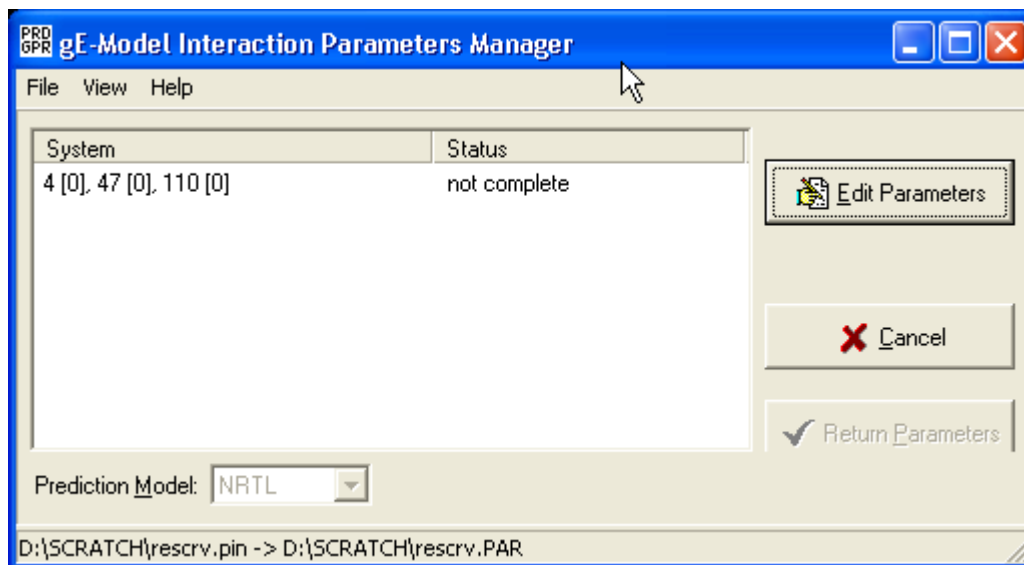 PRD
GPR gE-Model Interaction Parameters Manager
File View Help
System Status
4 [0], 47 [0], 110 [0] not complete
Edit Parameters
Cancel
Return Parameters
Prediction Model: NRTL
D:\SCRATCH\rescrv.pin -> D:\SCRATCH\rescrv.PAR